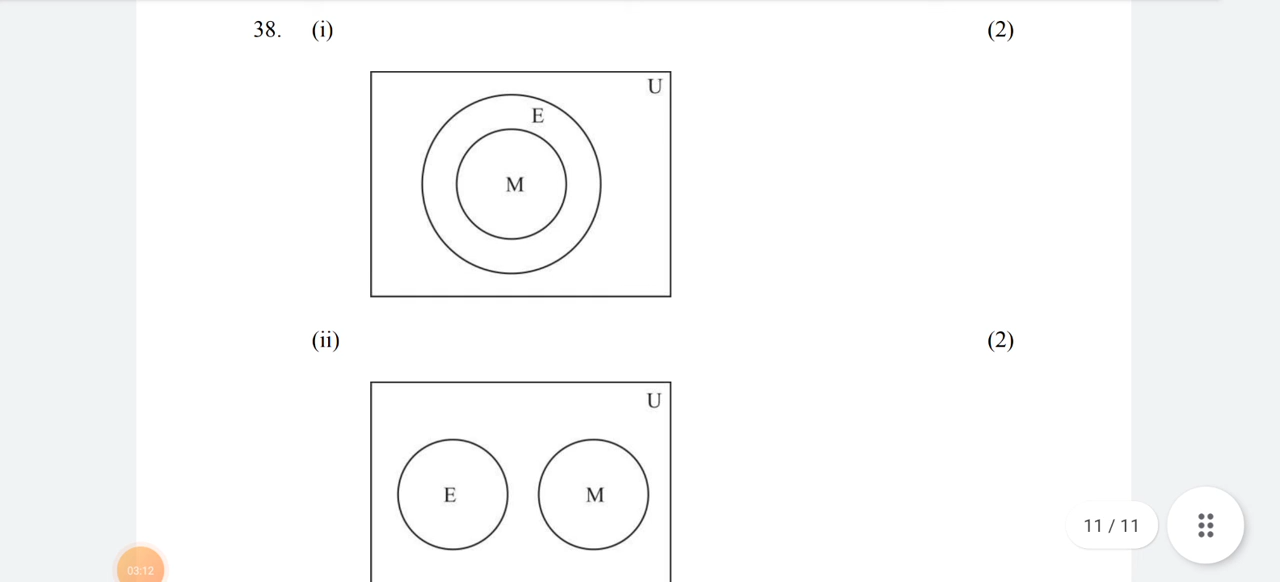 38. (i) (2)
U
E
M
(ii) (2)
U
E M
11 / 11
03:12